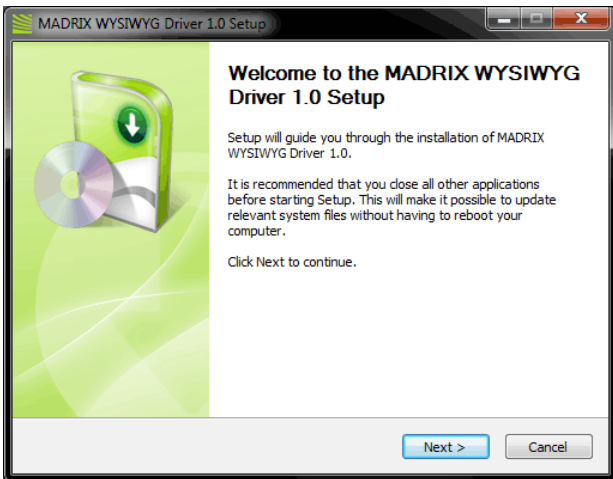 MADRIX WYSIWYG Driver 1.0 Setup
Welcome to the MADRIX WYSIWYG
Driver 1.0 Setup
Setup will guide you through the installation of MADRIX
WYSIWYG Driver 1.0.
It is recommended that you close all other applications
before starting Setup. This will make it possible to update
relevant system files without having to reboot your
computer.
Click Next to continue.
Next >
Cancel